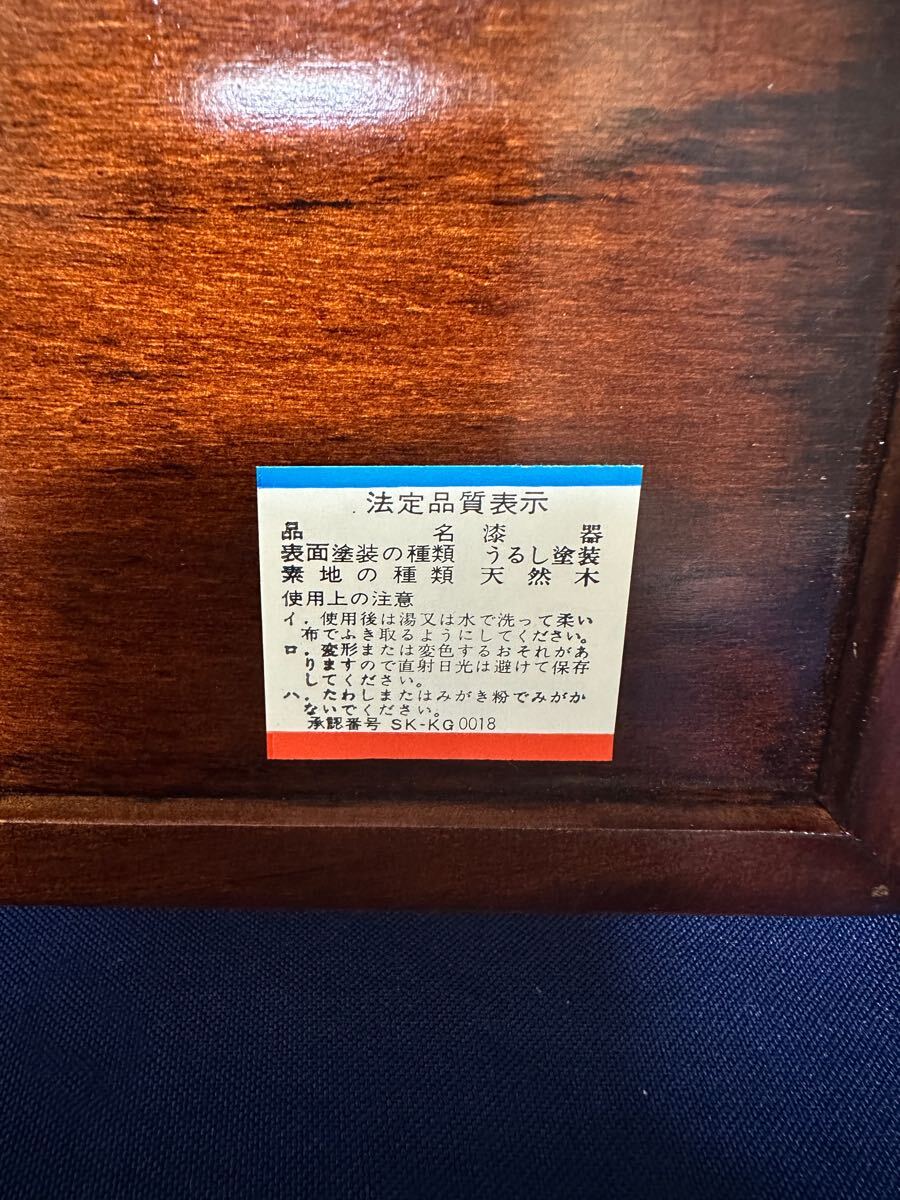 法定品質表示
品名 漆器
表面塗装の種類 うるし塗装
素地の種類 天然木
使用上の注意
イ．使用後は湯又は水で洗って柔い
布でふき取るようにしてください。
ロ．変形または変色するおそれがあ
りますので直射日光は避けて保存
してください。
ハ．たわしまたはみがき粉でみがか
ないでください。
承認番号 SK-KG0018